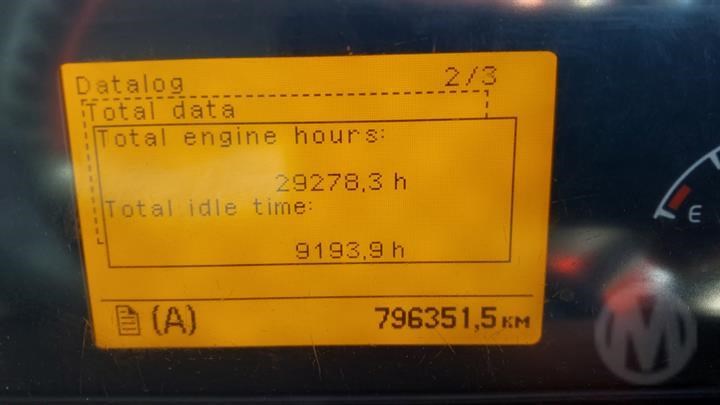 Datalog 2/3
Total data
Total engine hours:
29278,3 h
Total idle time:
9193,9 h
(A) 796351,5 км
E
M